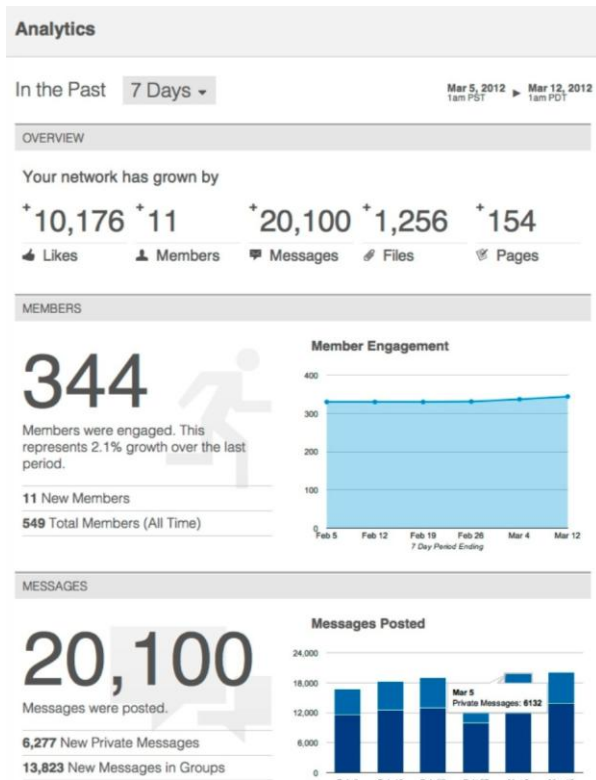 Analytics
In the Past 7 Days
Mar 5, 2012 ▸ Mar 12, 2012
1am PST 1am PDT
OVERVIEW
Your network has grown by
+10,176 +11 +20,100 +1,256 +154
Likes Members Messages Files Pages
MEMBERS
344
Members were engaged. This
represents 2.1% growth over the last
period.
11 New Members
549 Total Members (All Time)
Member Engagement
400
300
200
100
0
Feb 5 Feb 12 Feb 19 Feb 26 Mar 4 Mar 12
7 Day Period Ending
MESSAGES
20,100
Messages were posted.
6,277 New Private Messages
13,823 New Messages in Groups
Messages Posted
24,000
18,000
12,000
6,000
0
Mar 5
Private Messages: 6132